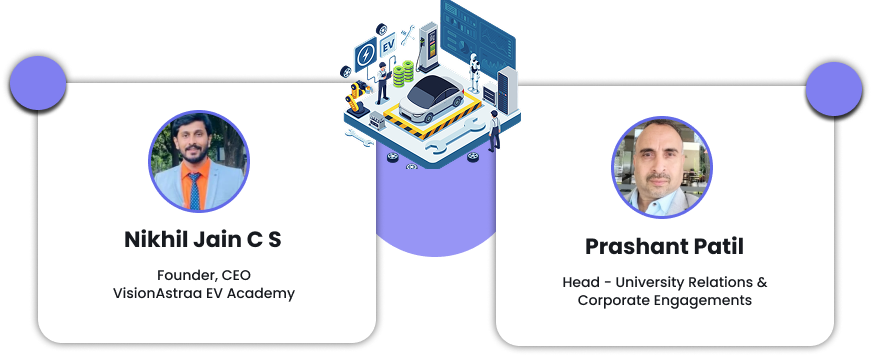 EV
Nikhil Jain C S
Founder, CEO
VisionAstraa EV Academy
Prashant Patil
Head - University Relations &
Corporate Engagements